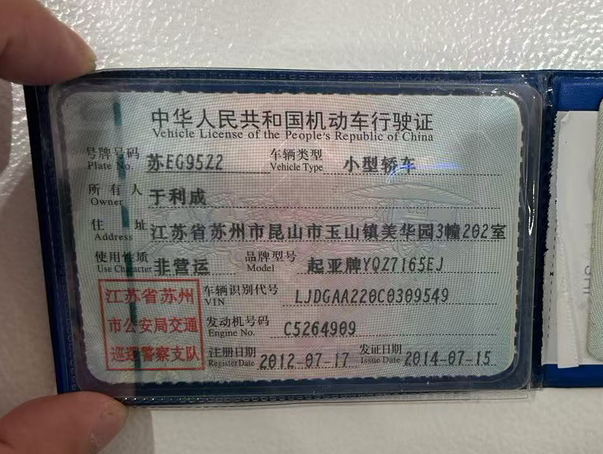 中华人民共和国机动车行驶证
Vehicle License of the People's Republic of China
号牌号码 Plate No. 苏EG95Z2 车辆类型 Vehicle Type 小型轿车
所有人 Owner 于利成
住址 Address 江苏省苏州市昆山市玉山镇美华园3幢202室
使用性质 Use Character 非营运 品牌型号 Model 起亚牌YQZ7165EJ
江苏省苏州市公安局交通巡逻警察支队
车辆识别代号 VIN LJDGAA220C0309549
发动机号码 Engine No. C5264909
注册日期 Register Date 2012-07-17 发证日期 Issue Date 2014-07-15